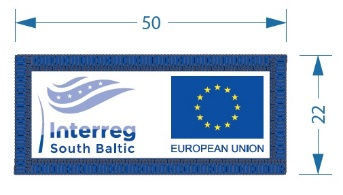 50
Interreg
South Baltic
EUROPEAN UNION
22